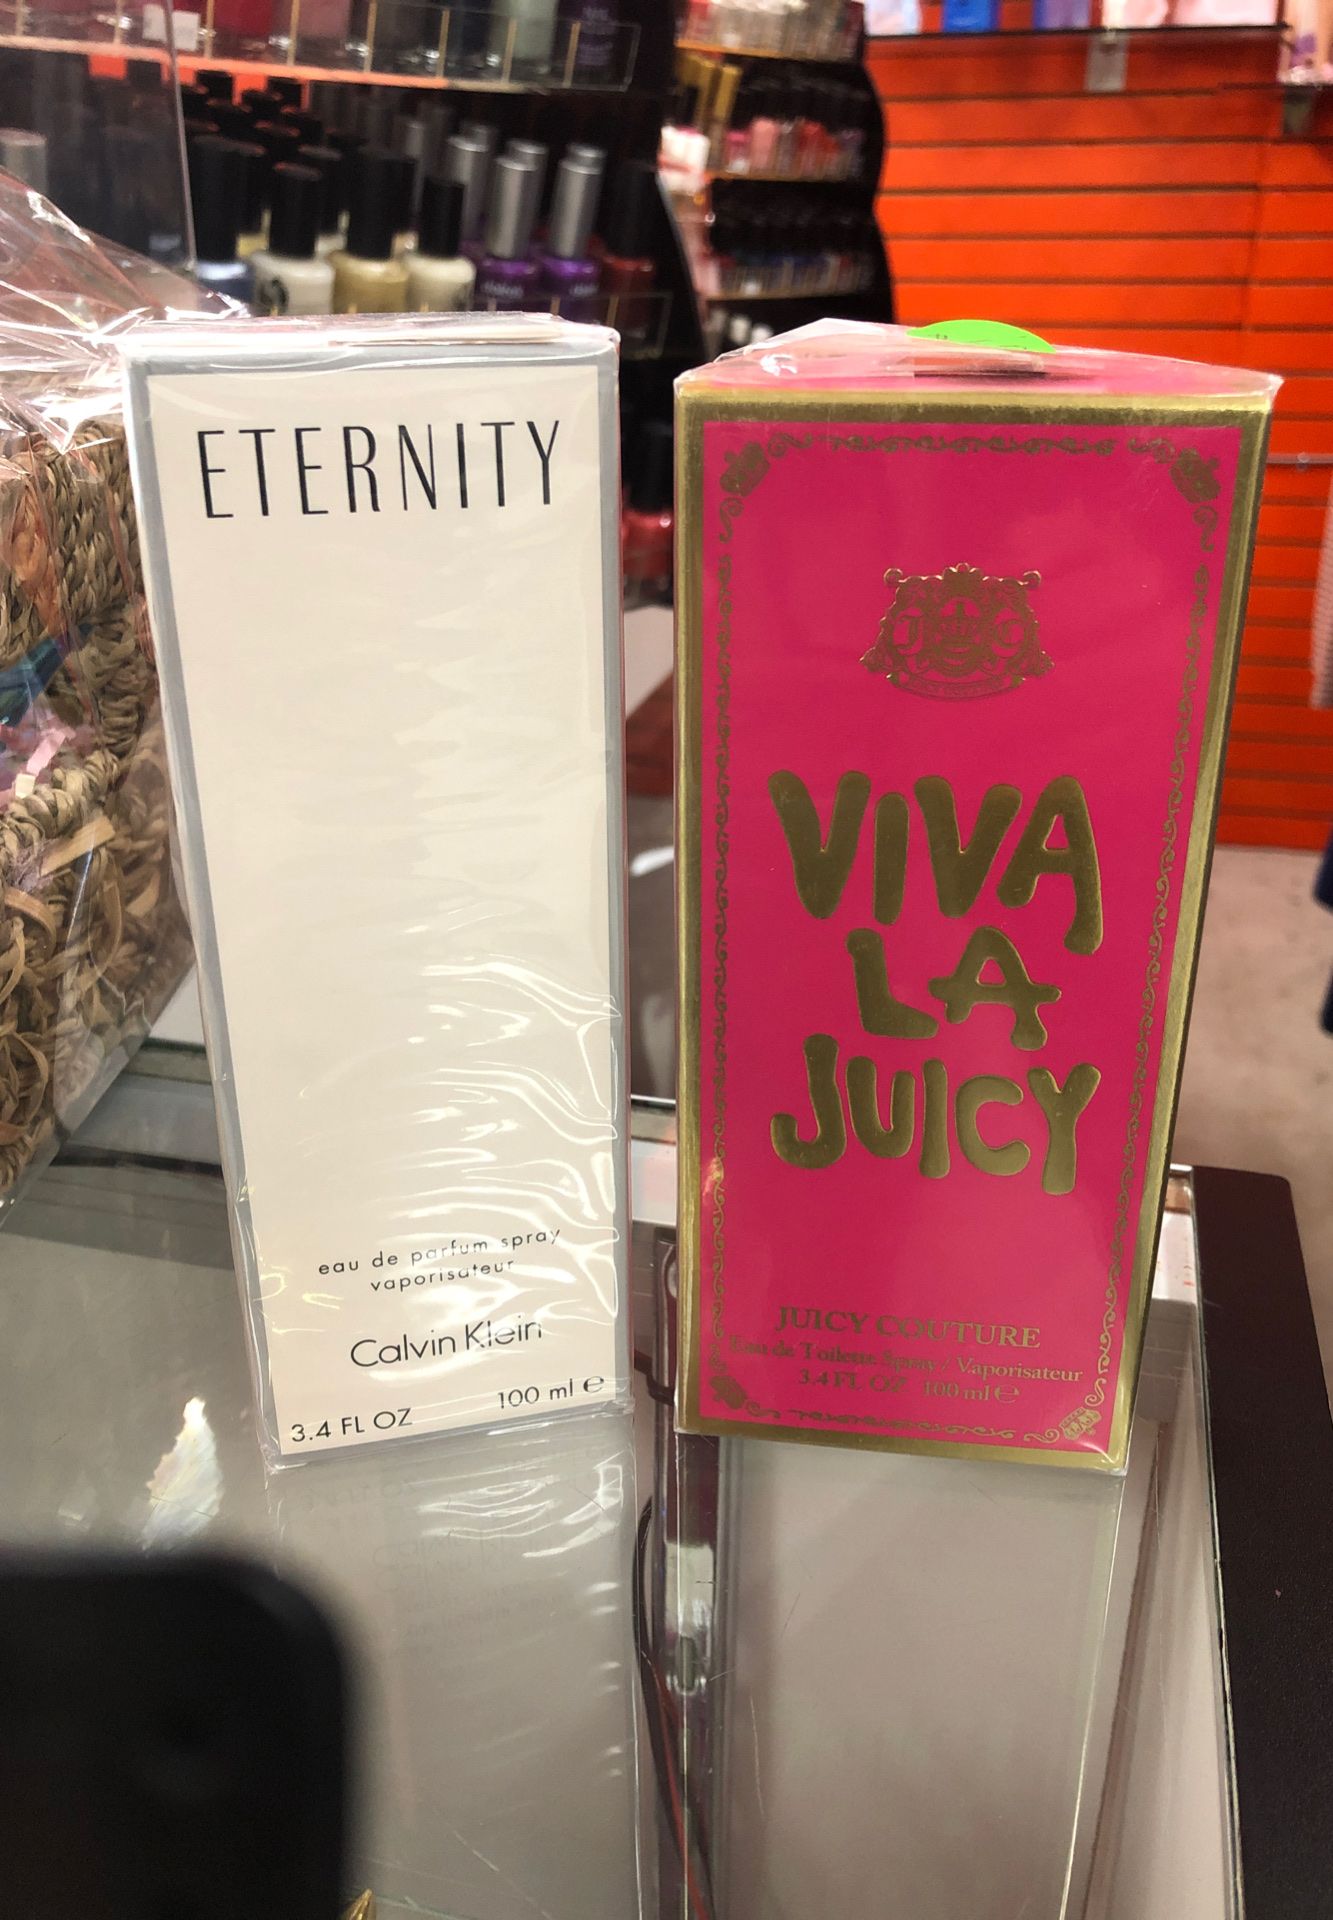 ETERNITY
eau de parfum spray
vaporisateur
Calvin Klein
100 ml e
3.4 FL OZ
J C
VIVA
LA
JUICY
JUICY COUTURE
Eau de Toilette Spray / Vaporisateur
3.4 FL OZ 100 ml e